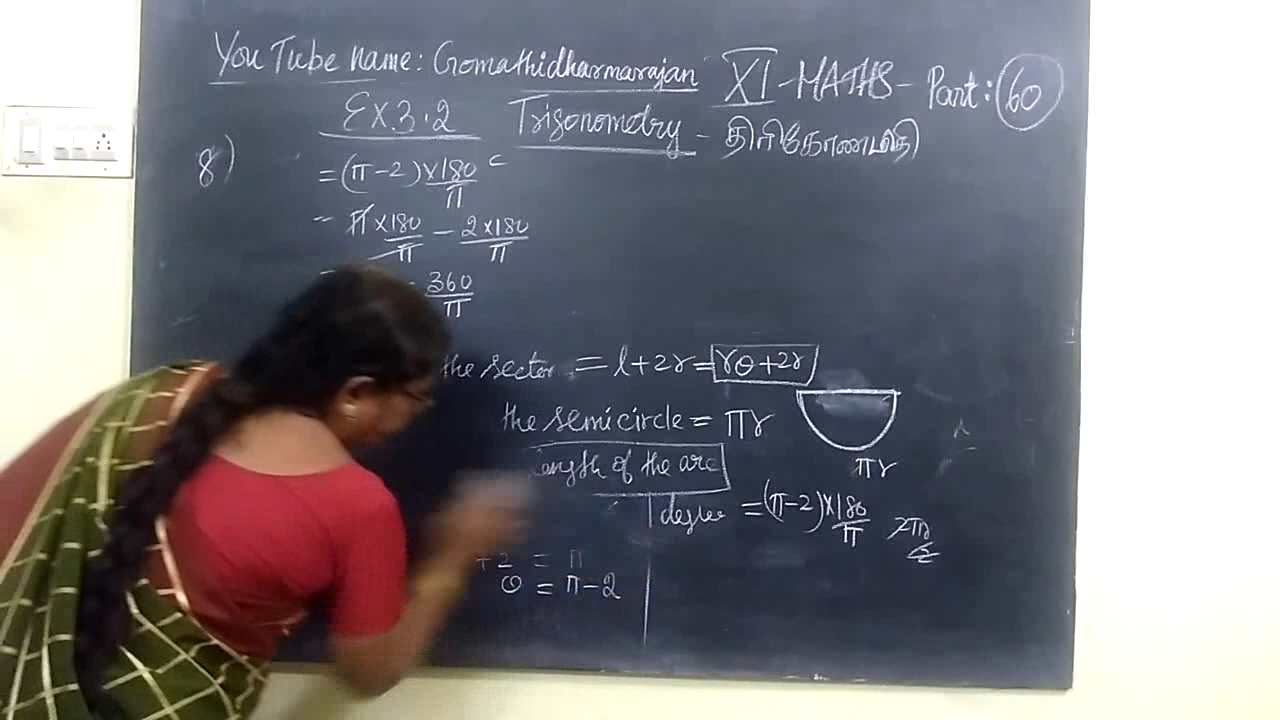 You Tube name: Gomathidharmarajan XI-MATHS- Part: 60
Ex 3.2 Trigonometry - திரிகோணமிதி
8)
= (π-2) × 180/π c
= π × 180/π - 2 × 180/π
360/π
the sector = l+2r = rθ+2r
the semicircle = πr
length of the arc
πr
degree = (π-2) × 180/π
+2 = π
θ = π-2